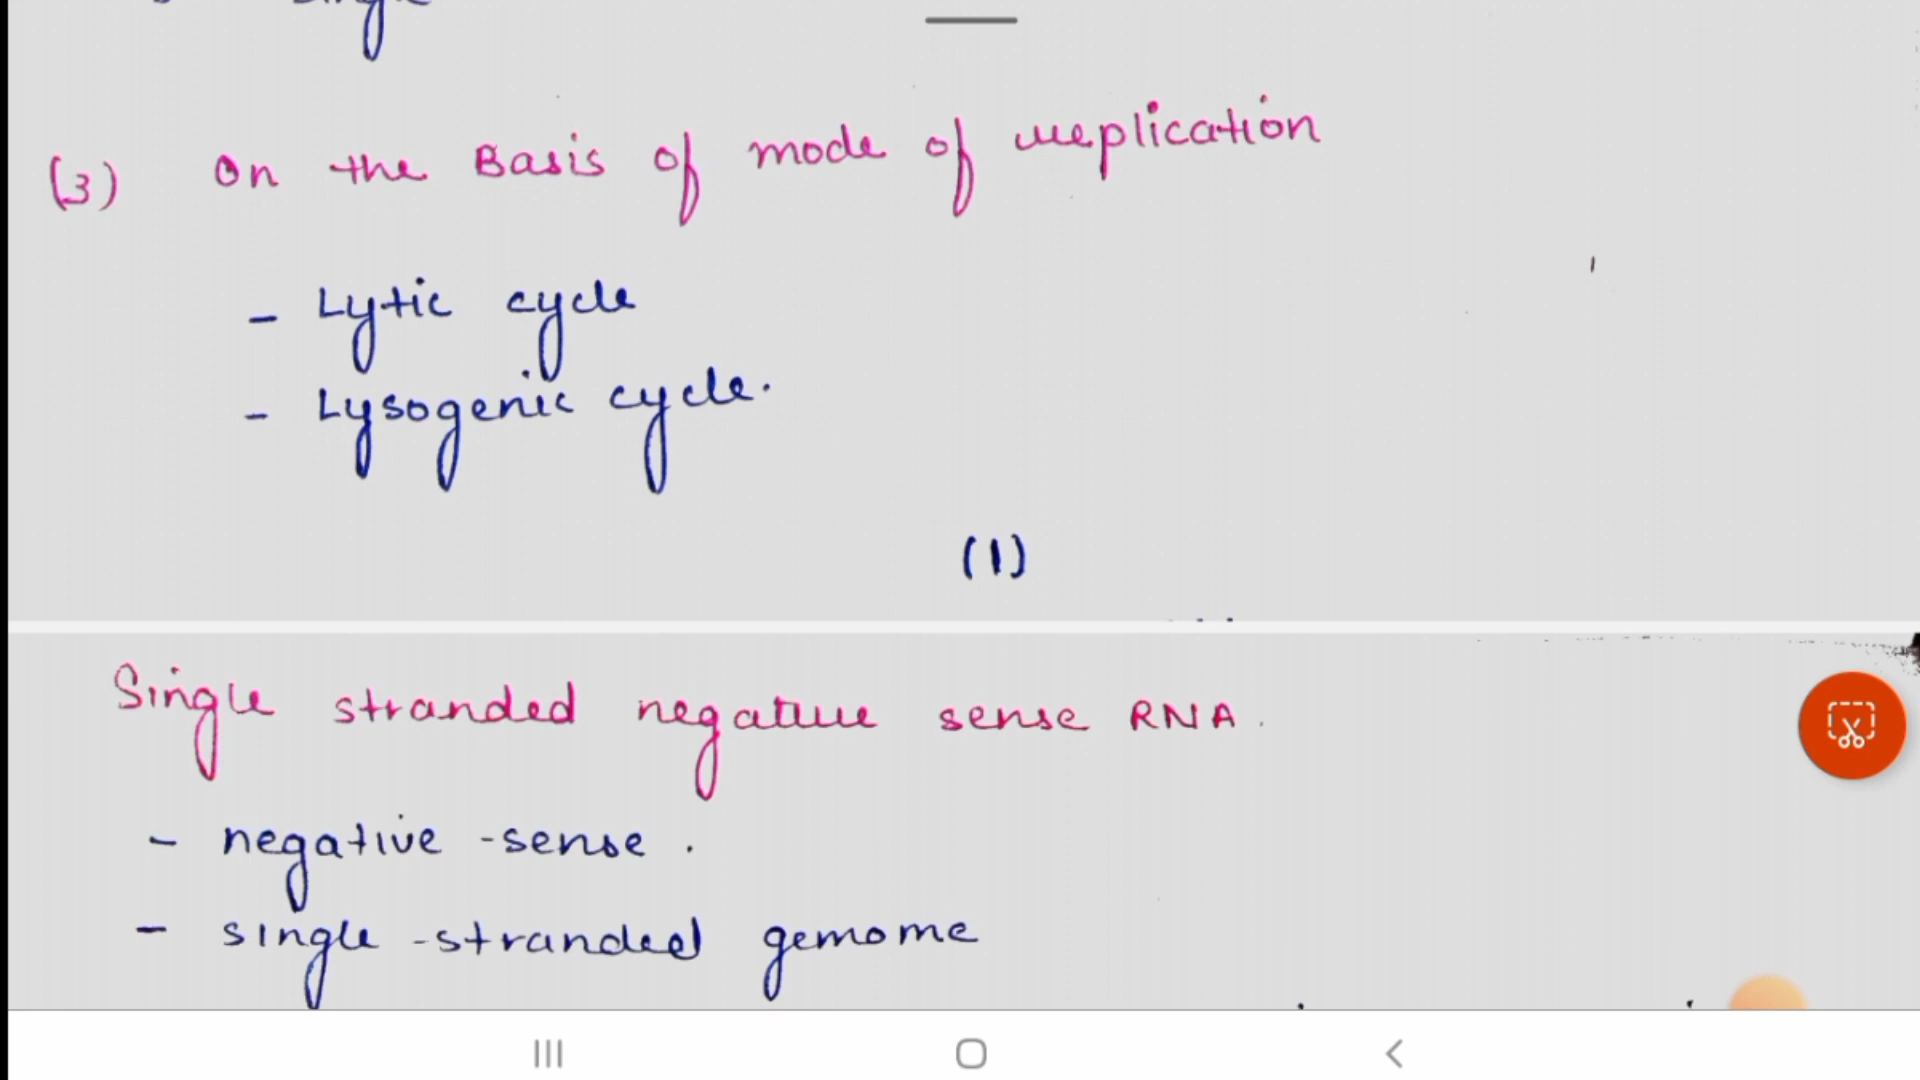 (3) On the Basis of mode of replication
- Lytic cycle
- Lysogenic cycle.
(1)
Single stranded negative sense RNA.
- negative -sense.
- single -stranded gemome